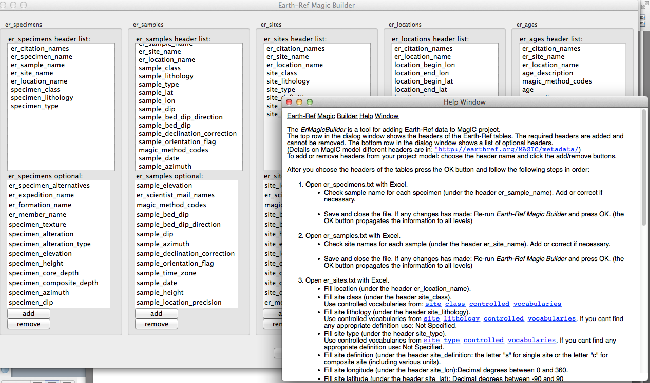 Earth-Ref Magic Builder
er_specimens
er_samples
er_sites
er_locations
er_ages
er_specimens header list:
er_citation_names
er_specimen_name
er_sample_name
er_site_name
er_location_name
specimen_class
specimen_lithology
specimen_type
er_samples header list:
er_sample_name
er_site_name
er_location_name
sample_class
sample_lithology
sample_type
sample_lat
sample_lon
sample_dip
sample_bed_dip_direction
sample_bed_dip
sample_declination_correction
sample_orientation_flag
magic_method_codes
sample_date
sample_azimuth
er_sites header list:
er_citation_names
er_site_name
er_location_name
site_class
site_lithology
site_type
er_locations header list
er_citation_names
er_location_name
location_begin_lon
location_end_lon
location_begin_lat
location_end_lat
er_ages header list:
er_citation_names
er_site_name
er_location_name
age_description
magic_method_codes
age
er_specimens optional:
er_specimen_alternatives
er_expedition_name
er_formation_name
er_member_name
specimen_texture
specimen_alteration
specimen_alteration_type
specimen_elevation
specimen_height
specimen_core_depth
specimen_composite_depth
specimen_azimuth
specimen_dip
add
remove
er_samples optional:
sample_elevation
er_scientist_mail_names
magic_method_codes
sample_bed_dip
sample_bed_dip_direction
sample_dip
sample_azimuth
sample_declination_correction
sample_orientation_flag
sample_time_zone
sample_date
sample_height
sample_location_precision
add
remove
Help Window
Earth-Ref Magic Builder Help Window
The ErMagicBuilder is a tool for adding Earth-Ref data to MagIC project.
The top row in the dialog window shows the headers of the Earth-Ref tables. The required headers are added and
cannot be removed. The bottom row in the dialog window shows a list of optional headers.
(Details on MagIC model different headers are in "http://earthref.org/MAGIC/metadata/)
To add or remove headers from your project model: choose the header name and click the add/remove buttons.
After you choose the headers of the tables press the OK button and follow the following steps in order:
1. Open er_specimens.txt with Excel.
• Check sample name for each specimen (under the header er_sample_name). Add or correct if
necessary.
• Save and close the file. If any changes has made: Re-run Earth-Ref Magic Builder and press OK. (the
OK button propagates the information to all levels)
2. Open er_samples.txt with Excel.
• Check site names for each sample (under the header er_site_name). Add or correct if necessary.
• Save and close the file. If any changes has made: Re-run Earth-Ref Magic Builder and press OK. (the
OK button propagates the information to all levels)
3. Open er_sites.txt with Excel.
• Fill location (under the header er_location_name).
• Fill site class (under the header site_class).
Use controlled vocabularies from site class controlled vocabularies
• Fill site lithology (under the header site_lithology).
Use controlled vocabularies from site lithology controlled vocabularies. If you cant find
any appropriate definition use: Not Specified.
• Fill site type (under the header site_type).
Use controlled vocabularies from site type controlled vocabularies. If you cant find any
appropriate definition use: Not Specified.
• Fill site definition (under the header site_definition: the letter "s" for single site or the letter "c" for
composite site (including various units).
• Fill site longitude (under the header site_lon):Decimal degrees between 0 and 360.
• Fill site latitude (under the header site_lat): Decimal degrees between -90 and 90